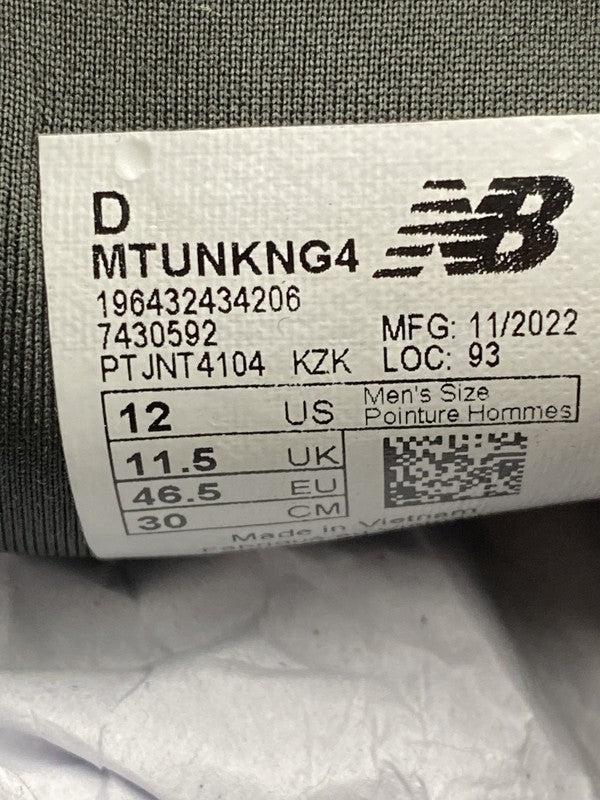 D
MTUNKNG4
NB
196432434206
7430592
MFG: 11/2022
PTJNT4104 KZK LOC: 93
12 US Men's Size
Pointure Hommes
11.5 UK
46.5 EU
30 CM
Made in Vietnam